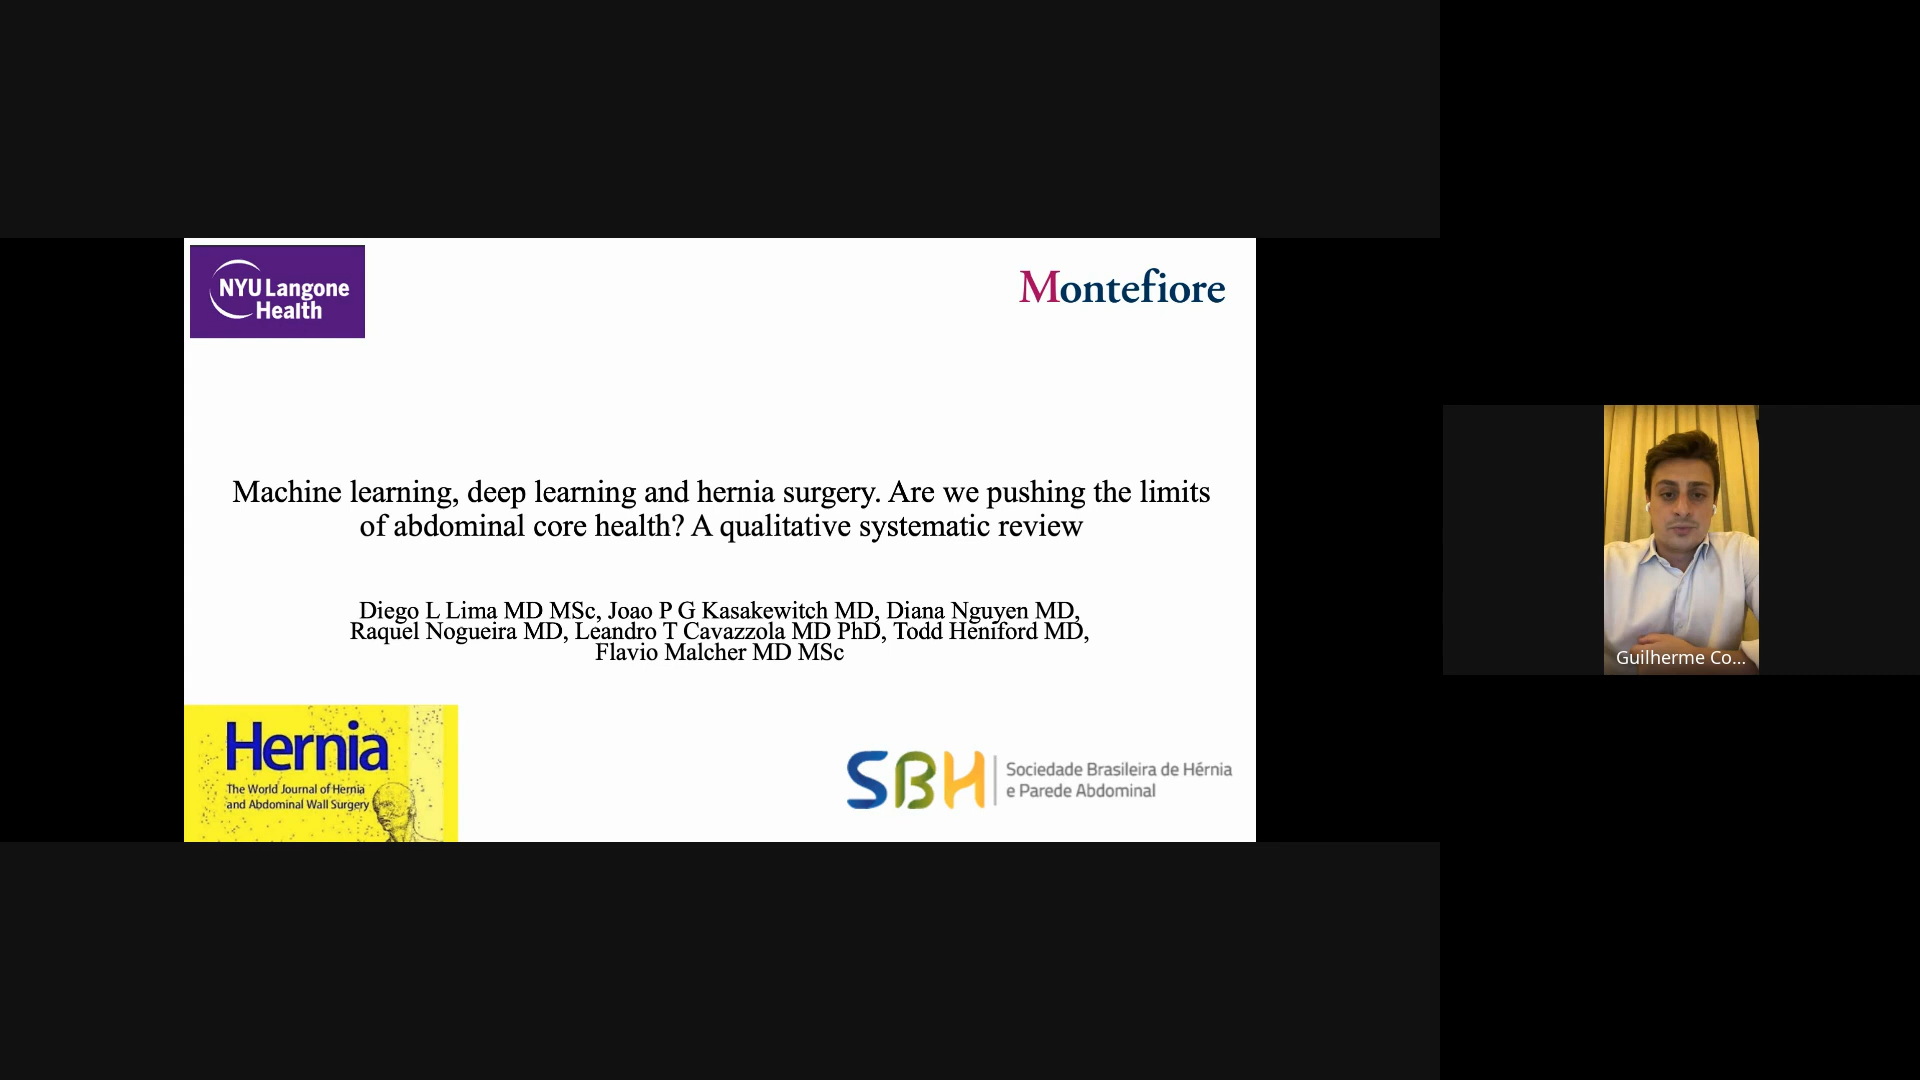 NYU Langone
Health
Montefiore
Machine learning, deep learning and hernia surgery. Are we pushing the limits
of abdominal core health? A qualitative systematic review
Diego L Lima MD MSc, Joao P G Kasakewitch MD, Diana Nguyen MD,
Raquel Nogueira MD, Leandro T Cavazzola MD PhD, Todd Heniford MD,
Flavio Malcher MD MSc
Hernia
The World Journal of Hernia
and Abdominal Wall Surgery
SBH
Sociedade Brasileira de Hérnia
e Parede Abdominal
Guilherme Co...